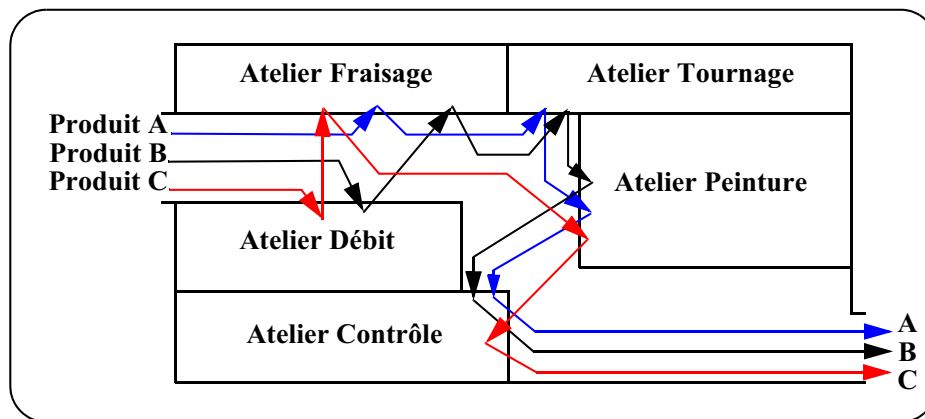 Atelier Fraisage
Atelier Tournage
Produit A
Produit B
Produit C
Atelier Peinture
Atelier Débit
Atelier Contrôle
A
B
C